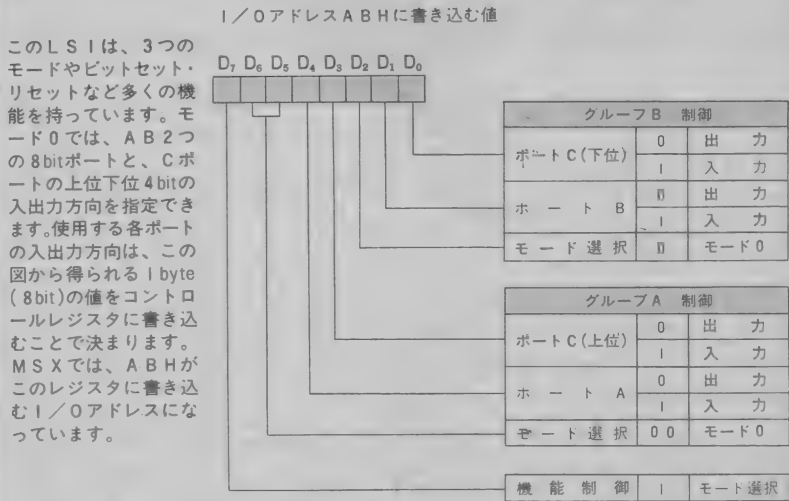 I／OアドレスABHに書き込む値
このLSIは、3つの
モードやビットセット・
リセットなど多くの機
能を持っています。モ
ード0では、AB2つ
の8bitポートと、Cポ
ートの上位下位4bitの
入出力方向を指定でき
ます。使用する各ポート
の入出力方向は、この
図から得られる1byte
(8bit)の値をコントロ
ールレジスタに書き込
むことで決まります。
MSXでは、ABHが
このレジスタに書き込
むI／Oアドレスにな
っています。
D₇ D₆ D₅ D₄ D₃ D₂ D₁ D₀
グループB 制御
ポートC(下位) 0 出力
1 入力
ポートB 0 出力
1 入力
モード選択 0 モード0
グループA 制御
ポートC(上位) 0 出力
1 入力
ポートA 0 出力
1 入力
モード選択 00 モード0
機能制御 1 モード選択